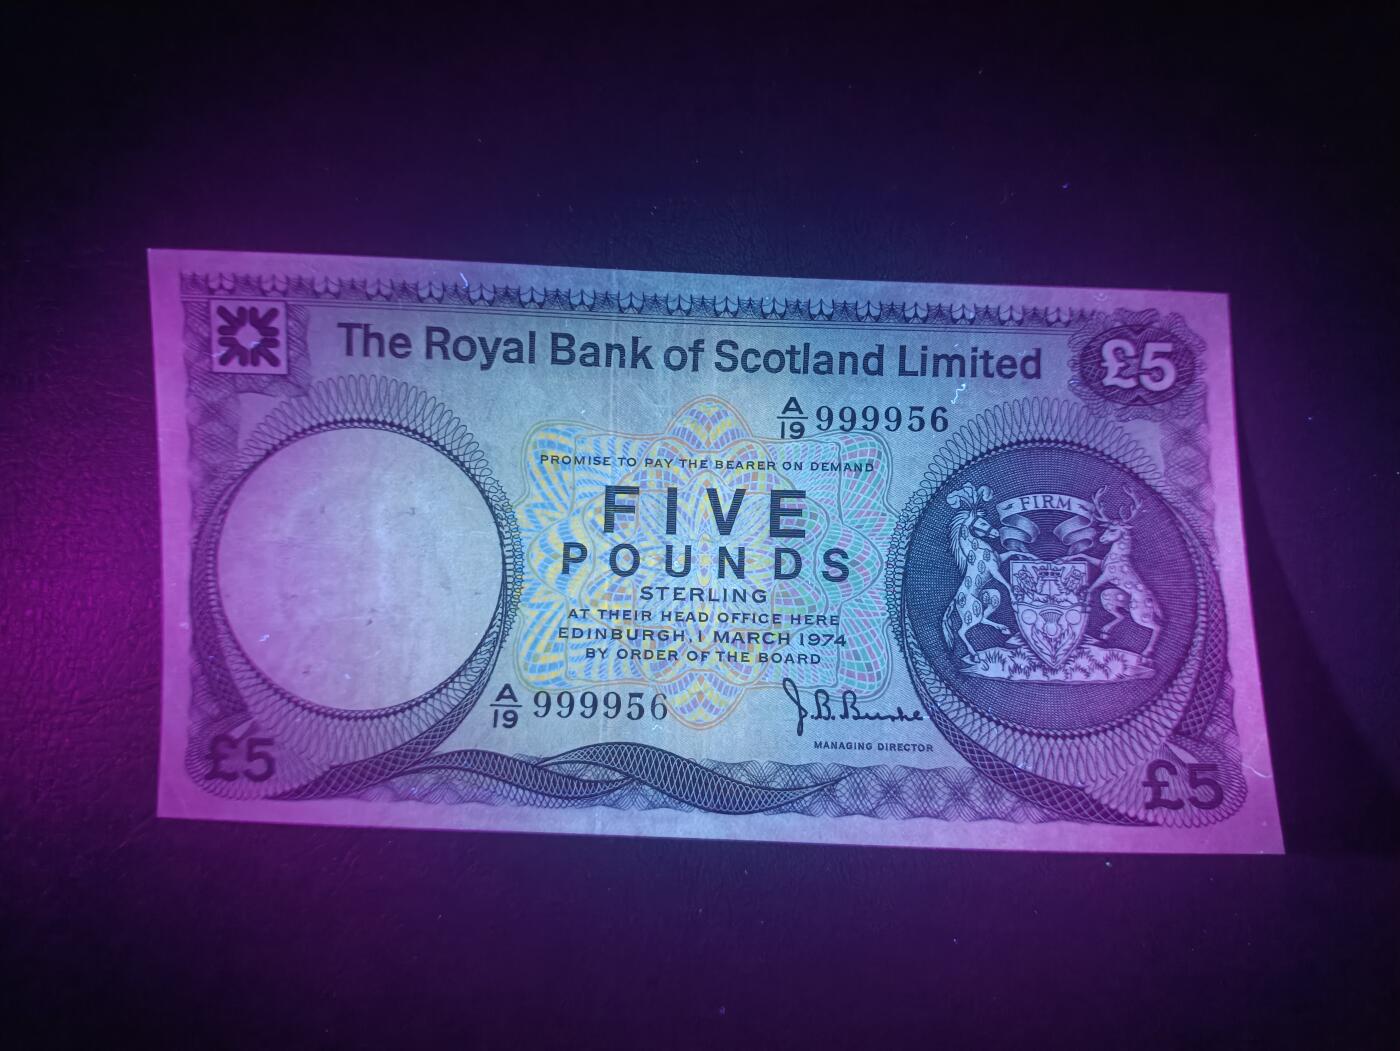 The Royal Bank of Scotland Limited
£5
A/19 999956
PROMISE TO PAY THE BEARER ON DEMAND
FIVE
POUNDS
STERLING
AT THEIR HEAD OFFICE HERE
EDINBURGH, 1 MARCH 1974
BY ORDER OF THE BOARD
FIRM
A/19 999956
J.B. Burke
MANAGING DIRECTOR
£5
£5